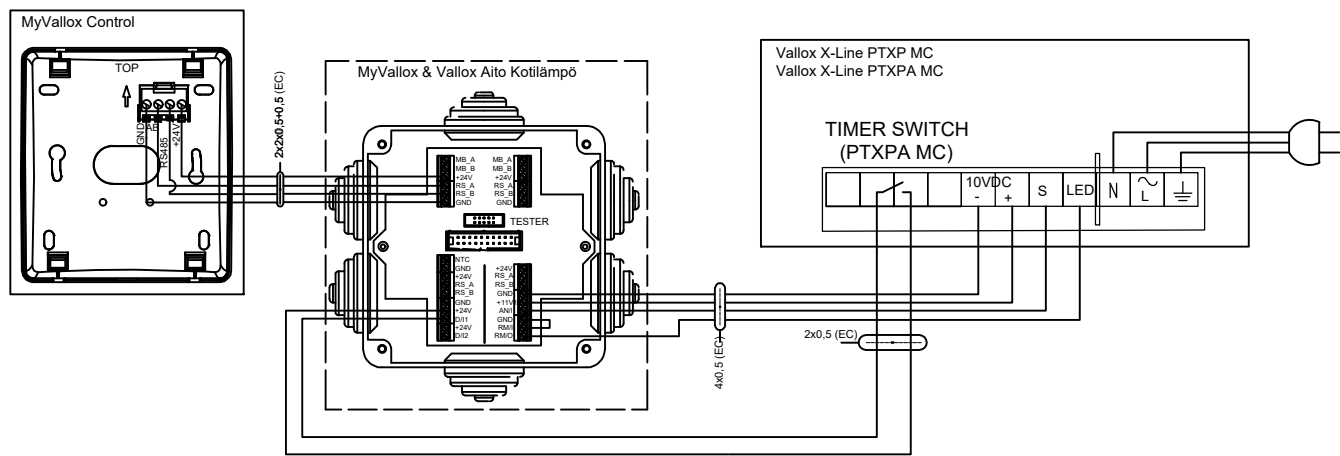 MyVallox Control
TOP
GND
AB
RS485
+24V
2x2x0,5+0,5 (EC)
MyVallox & Vallox Aito Kotilämpö
MB_A
MB_B
+24V
RS_A
RS_B
GND
MB_A
MB_B
+24V
RS_A
RS_B
GND
TESTER
NTC
GND
+24V
RS_A
RS_B
GND
+24V
D/I1
+24V
D/I2
+24V
RS_A
RS_B
GND
+11V
AN/I
GND
RM/I
RM/O
4x0,5 (EC)
2x0,5 (EC)
Vallox X-Line PTXP MC
Vallox X-Line PTXPA MC
TIMER SWITCH
(PTXPA MC)
10VDC
- +
S
LED
N
L